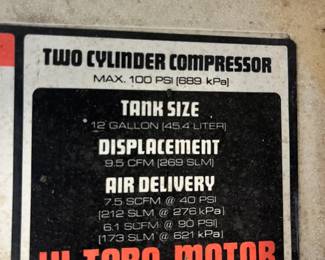 TWO CYLINDER COMPRESSOR
MAX. 100 PSI (689 kPa)
TANK SIZE
12 GALLON (45.4 LITER)
DISPLACEMENT
9.5 CFM (269 SLM)
AIR DELIVERY
7.5 SCFM @ 40 PSI
(212 SLM @ 276 kPa)
6.1 SCFM @ 90 PSI
(173 SLM @ 621 kPa)
MOTOR